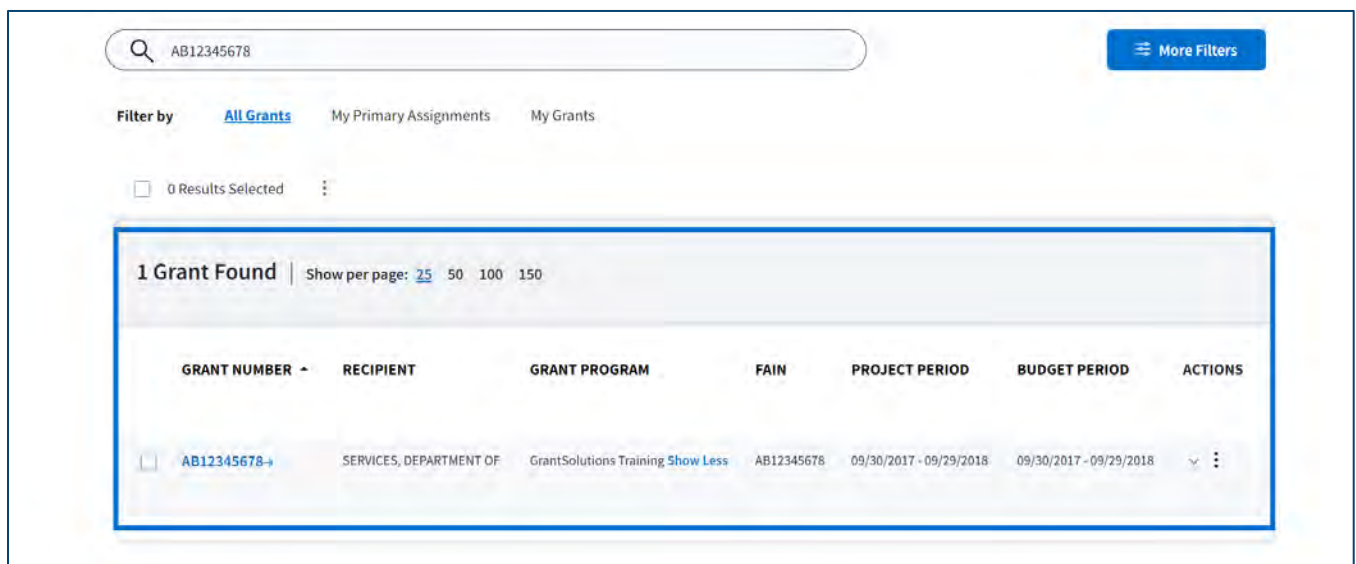 AB12345678
More Filters
Filter by All Grants My Primary Assignments My Grants
0 Results Selected
1 Grant Found | Show per page: 25 50 100 150
GRANT NUMBER RECIPIENT GRANT PROGRAM FAIN PROJECT PERIOD BUDGET PERIOD ACTIONS
AB12345678→ SERVICES, DEPARTMENT OF GrantSolutions Training Show Less AB12345678 09/30/2017 - 09/29/2018 09/30/2017 - 09/29/2018